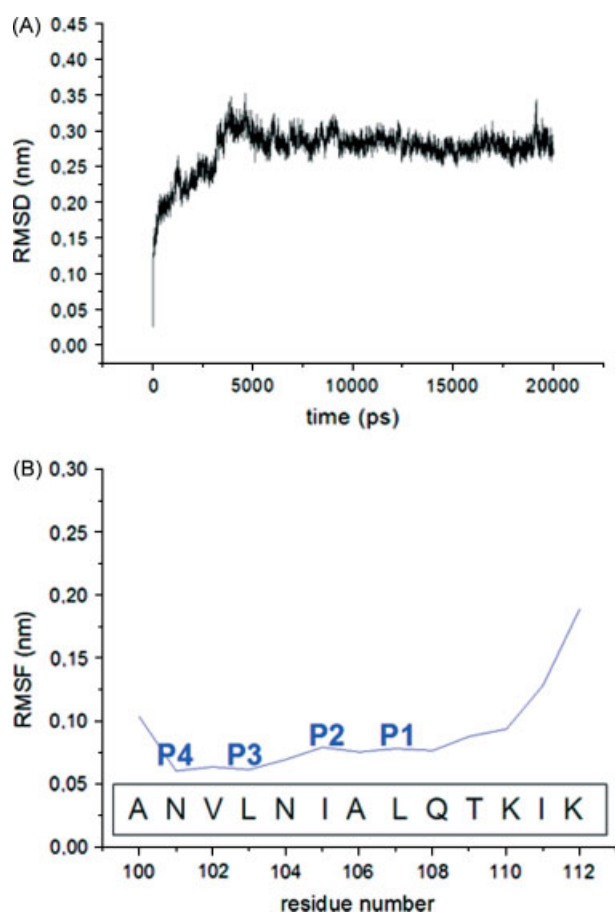 (A)
0.45
0.40
0.35
0.30
0.25
0.20
0.15
0.10
0.05
0.00
RMSD (nm)
0 5000 10000 15000 20000
time (ps)
(B)
0.30
0.25
0.20
0.15
0.10
0.05
0.00
RMSF (nm)
P4 P3 P2 P1
A N V L N I A L Q T K I K
100 102 104 106 108 110 112
residue number